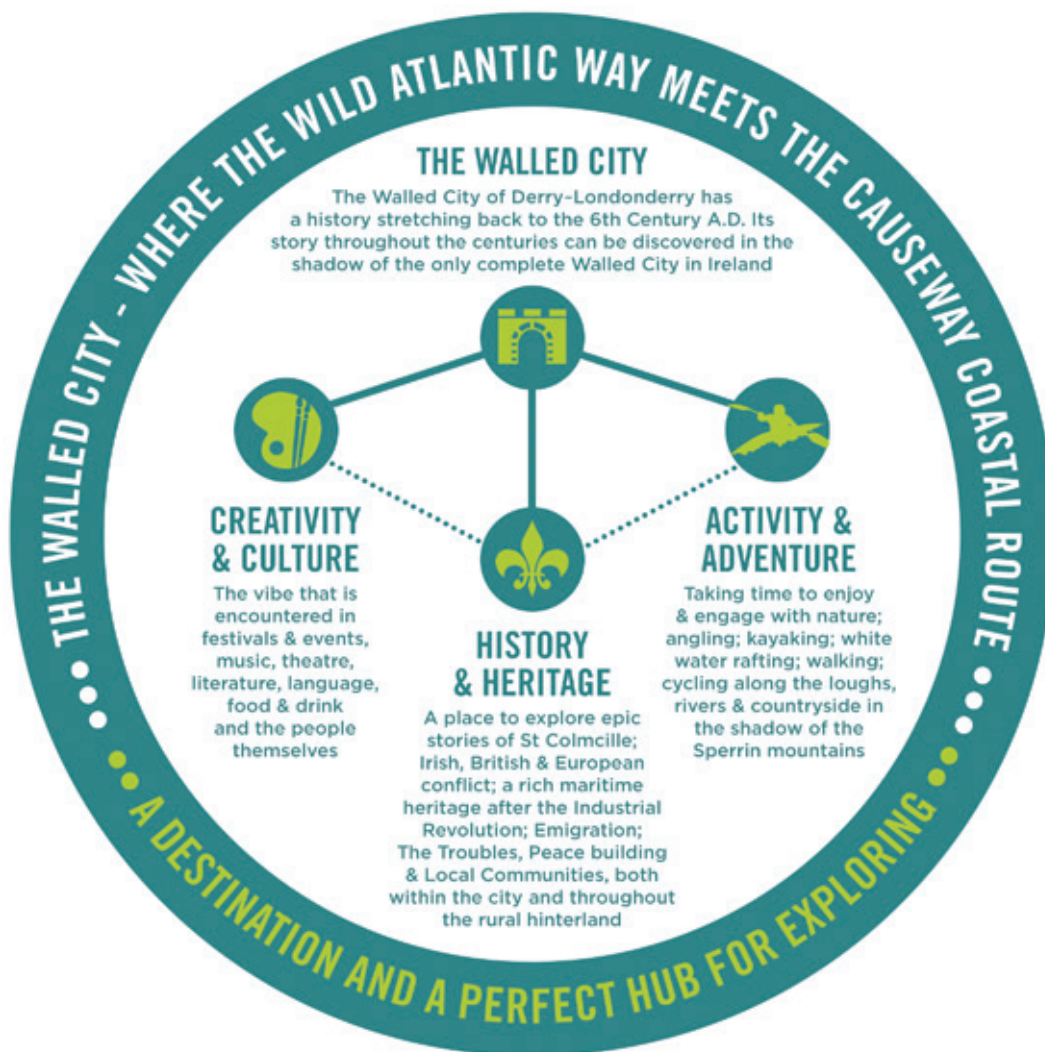 THE WALLED CITY - WHERE THE WILD ATLANTIC WAY MEETS THE CAUSEWAY COASTAL ROUTE
THE WALLED CITY
The Walled City of Derry-Londonderry has
a history stretching back to the 6th Century A.D. Its
story throughout the centuries can be discovered in the
shadow of the only complete Walled City in Ireland
CREATIVITY
& CULTURE
The vibe that is
encountered in
festivals & events,
music, theatre,
literature, language,
food & drink
and the people
themselves
HISTORY
& HERITAGE
A place to explore epic
stories of St Colmcille;
Irish, British & European
conflict; a rich maritime
heritage after the Industrial
Revolution; Emigration;
The Troubles, Peace building
& Local Communities, both
within the city and throughout
the rural hinterland
ACTIVITY &
ADVENTURE
Taking time to enjoy
& engage with nature;
angling; kayaking; white
water rafting; walking;
cycling along the loughs,
rivers & countryside in
the shadow of the
Sperrin mountains
A DESTINATION AND A PERFECT HUB FOR EXPLORING